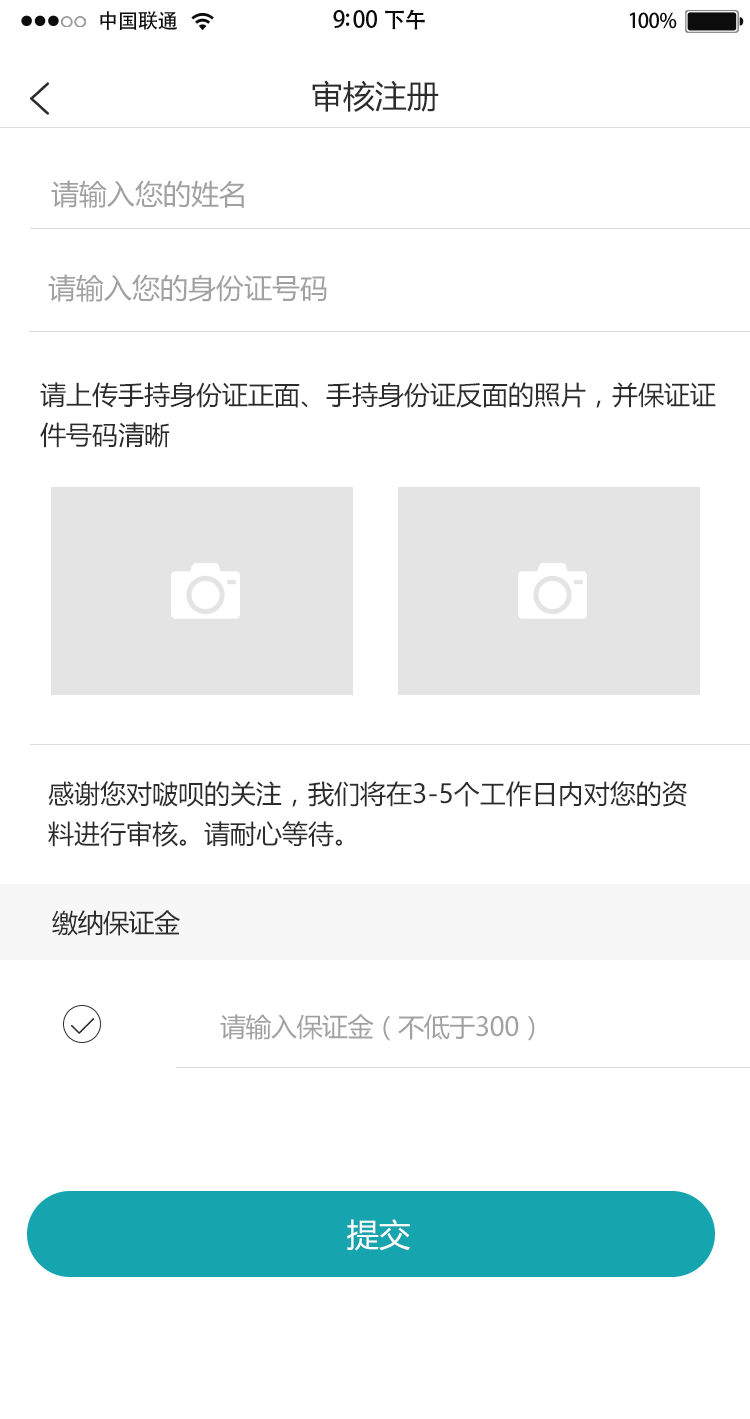 中国联通 9:00 下午 100%
审核注册
请输入您的姓名
请输入您的身份证号码
请上传手持身份证正面、手持身份证反面的照片，并保证证
件号码清晰
感谢您对啵呗的关注，我们将在3-5个工作日内对您的资
料进行审核。请耐心等待。
缴纳保证金
请输入保证金（不低于300）
提交